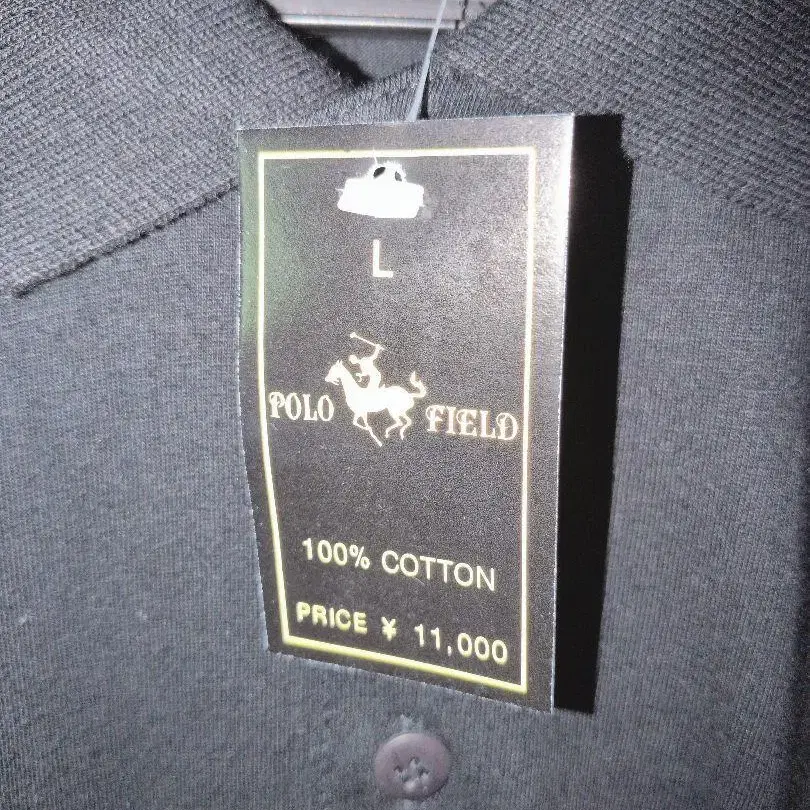 L
POLO FIELD
100% COTTON
PRICE ¥ 11,000